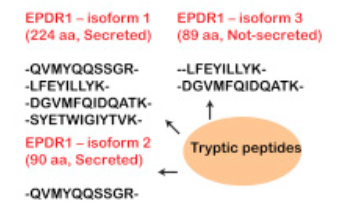 EPDR1 – isoform 1
(224 aa, Secreted)
-QVMYQQSSGR-
-LFEYILLYK-
-DGVMFQIDQATK-
-SYETWIGIYTVK-
EPDR1 – isoform 2
(90 aa, Secreted)
-QVMYQQSSGR-
EPDR1 – isoform 3
(89 aa, Not-secreted)
--LFEYILLYK-
-DGVMFQIDQATK-
Tryptic peptides